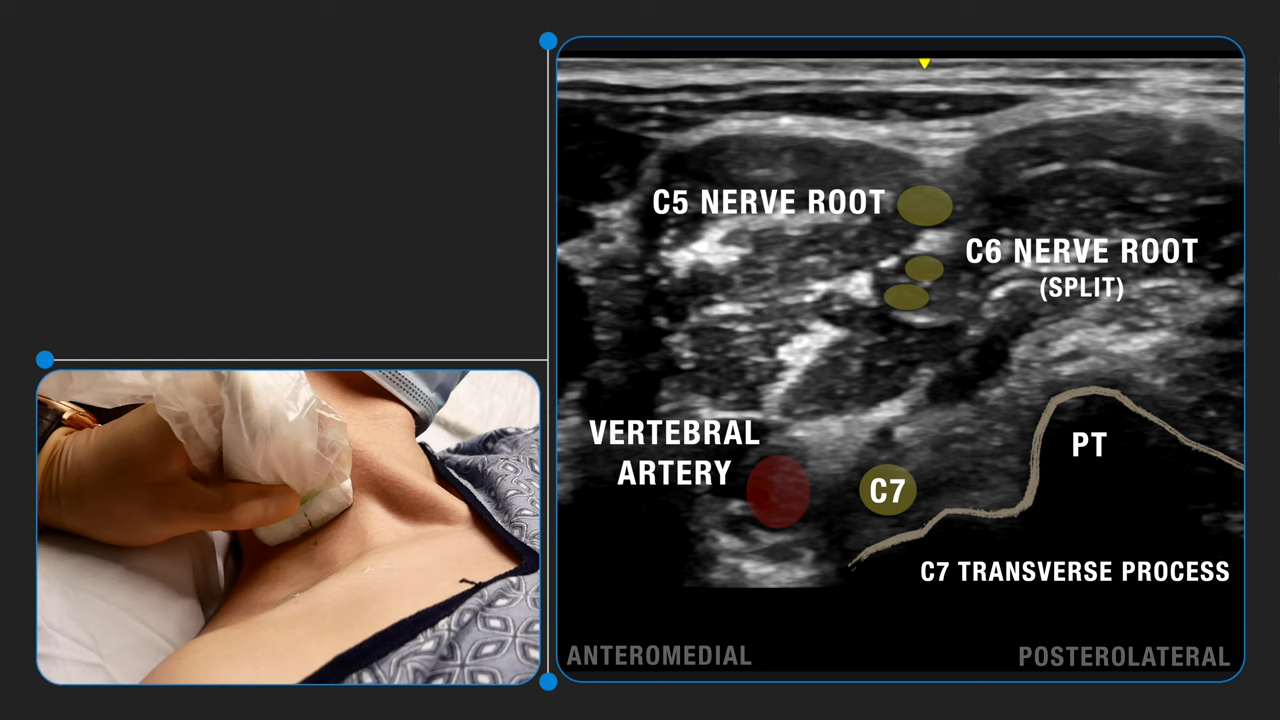 C5 NERVE ROOT
C6 NERVE ROOT
(SPLIT)
VERTEBRAL
ARTERY
C7
PT
C7 TRANSVERSE PROCESS
ANTEROMEDIAL
POSTEROLATERAL